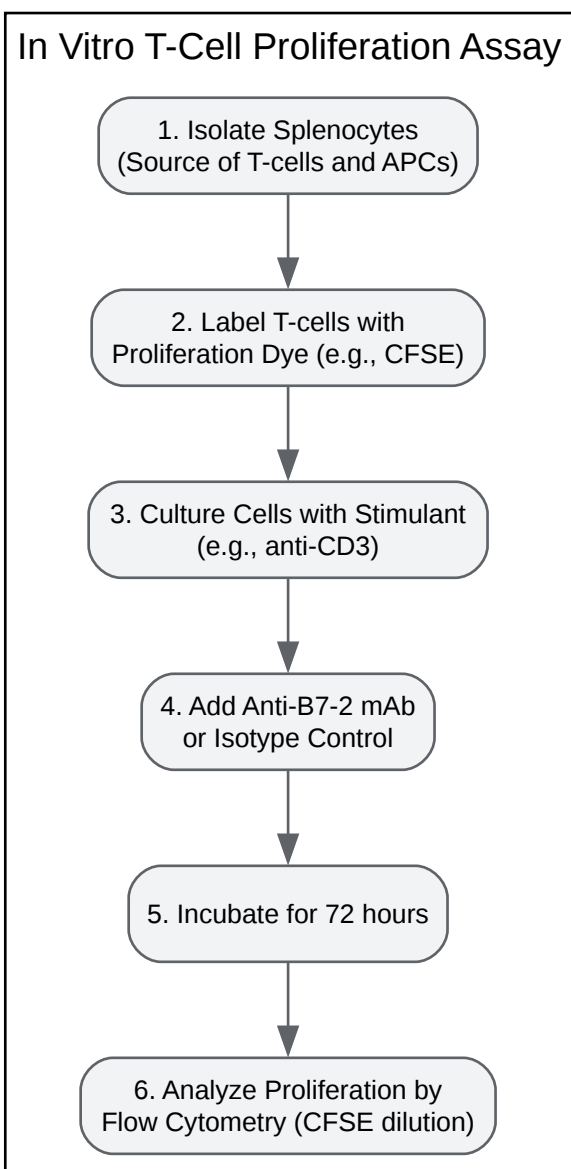 In Vitro T-Cell Proliferation Assay
1. Isolate Splenocytes
(Source of T-cells and APCs)
2. Label T-cells with
Proliferation Dye (e.g., CFSE)
3. Culture Cells with Stimulant
(e.g., anti-CD3)
4. Add Anti-B7-2 mAb
or Isotype Control
5. Incubate for 72 hours
6. Analyze Proliferation by
Flow Cytometry (CFSE dilution)